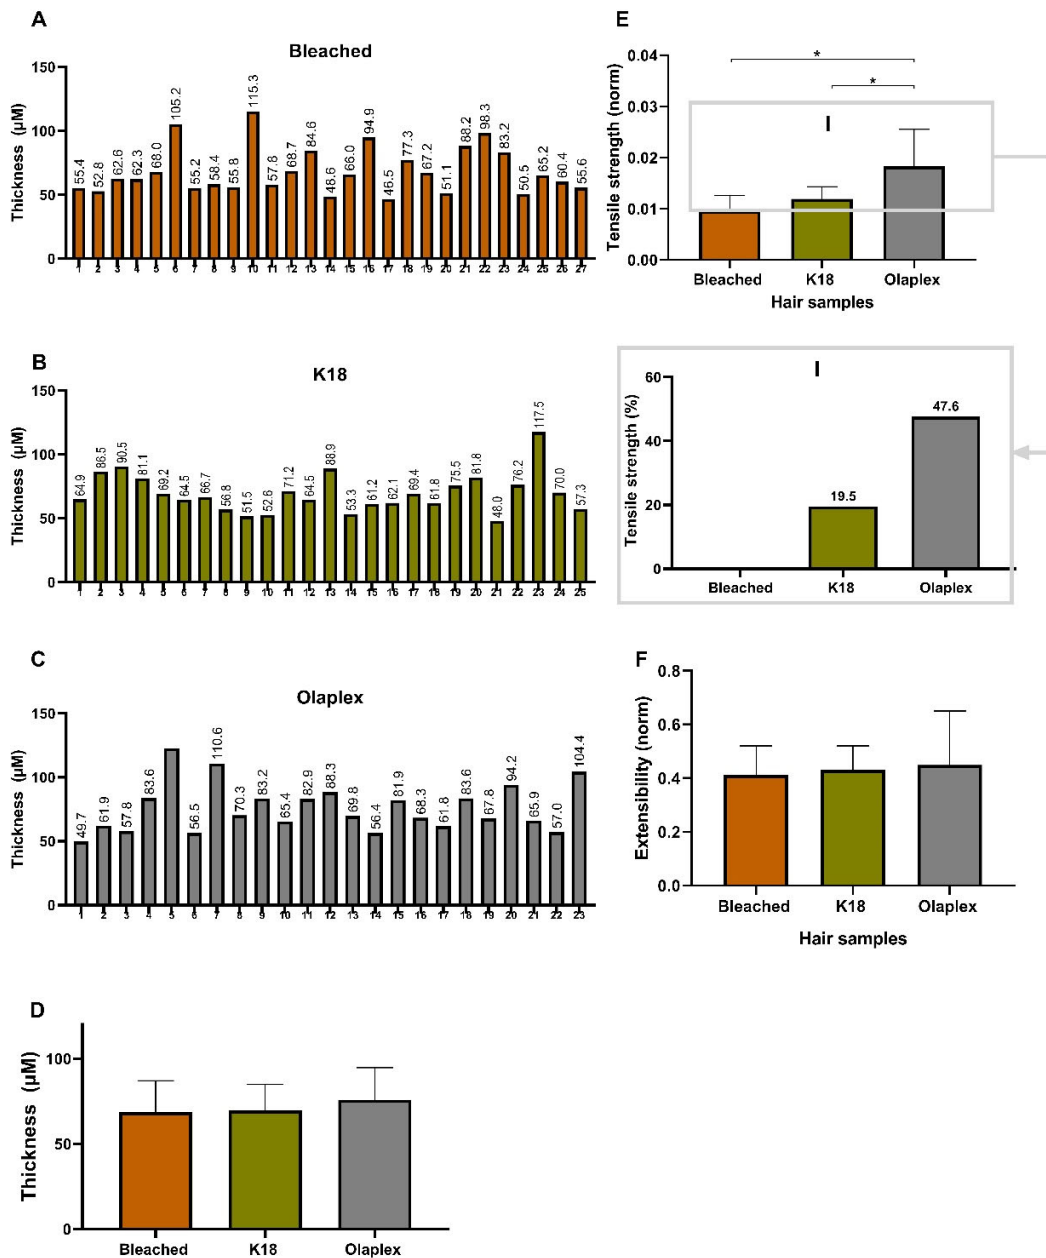 A
Bleached
Thickness (µM)
150
100
50
0
55.4 52.8 62.6 62.3 68.0 105.2 55.2 58.4 55.8 115.3 57.8 68.7 84.6 48.6 66.0 94.9 46.5 77.3 67.2 51.1 88.2 98.3 83.2 50.5 65.2 60.4 55.6
1 2 3 4 5 6 7 8 9 10 11 12 13 14 15 16 17 18 19 20 21 22 23 24 25 26 27
B
K18
Thickness (µM)
150
100
50
0
64.9 86.5 90.5 81.1 69.2 64.5 66.7 56.8 51.5 52.6 71.2 64.5 88.9 53.3 61.2 62.1 69.4 61.8 75.5 81.8 48.0 76.2 117.5 70.0 57.3
1 2 3 4 5 6 7 8 9 10 11 12 13 14 15 16 17 18 19 20 21 22 23 24 25
C
Olaplex
Thickness (µM)
150
100
50
0
49.7 61.9 57.8 83.6 56.5 110.6 70.3 83.2 65.4 82.9 88.3 69.8 56.4 81.9 68.3 61.8 83.6 67.8 94.2 65.9 57.0 104.4
1 2 3 4 5 6 7 8 9 10 11 12 13 14 15 16 17 18 19 20 21 22 23
D
Thickness (µM)
100
50
0
Bleached K18 Olaplex
E
Tensile strength (norm)
0.04
0.03
0.02
0.01
0.00
*
*
I
Bleached K18 Olaplex
Hair samples
I
Tensile strength (%)
60
40
20
0
19.5
47.6
Bleached K18 Olaplex
F
Extensibility (norm)
0.8
0.6
0.4
0.2
0.0
Bleached K18 Olaplex
Hair samples